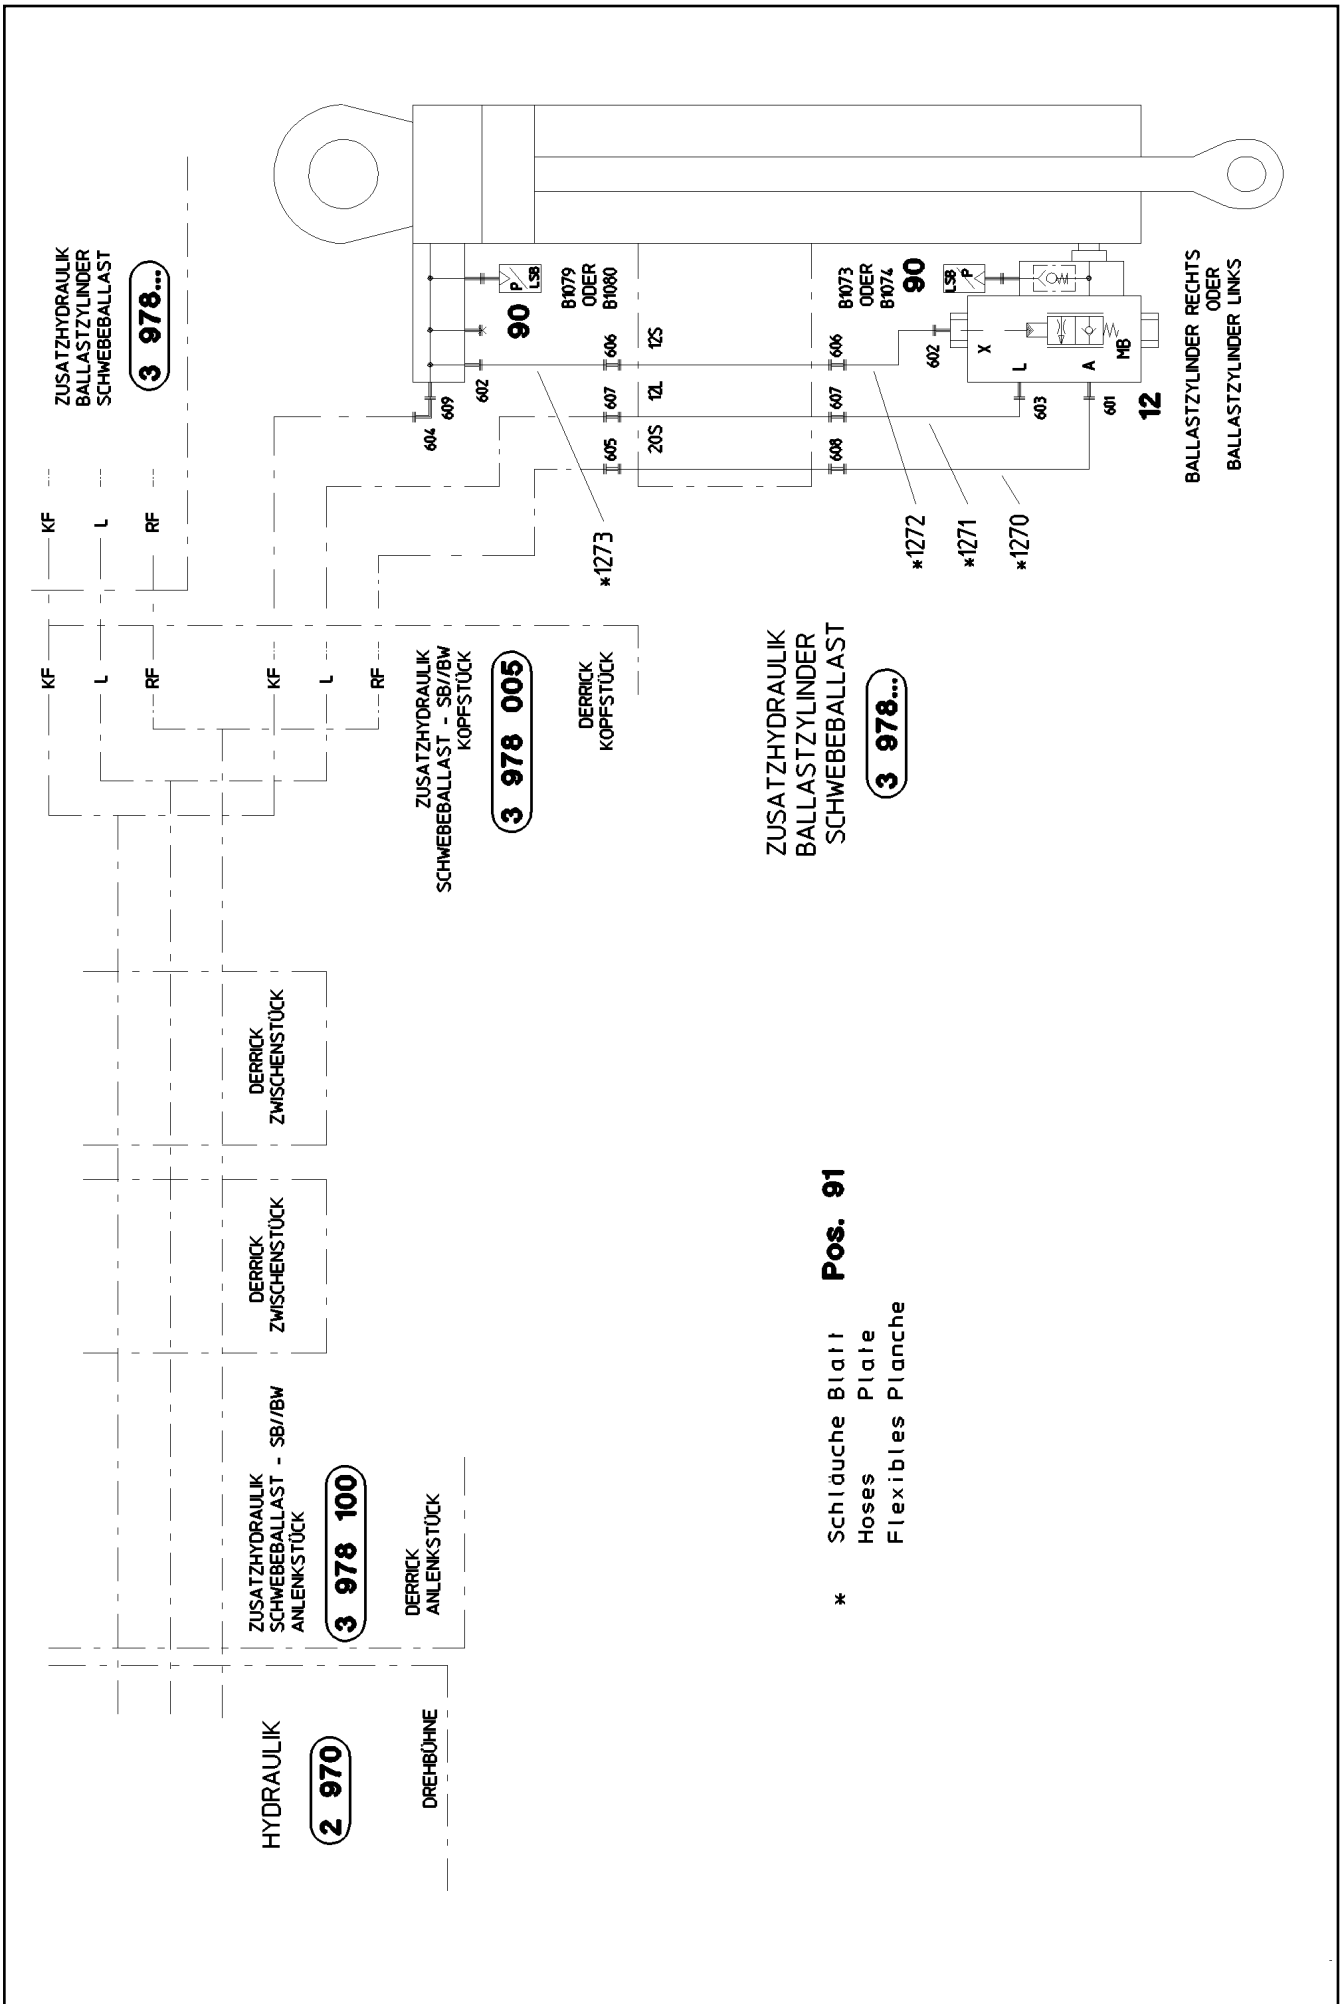 ZUSATZHYDRAULIK
BALLASTZYLINDER
SCHWEBEBALLAST
3 978...
KF
L
RF
KF
L
RF
KF
L
RF
ZUSATZHYDRAULIK
SCHWEBEBALLAST - SB//BW
KOPFSTÜCK
3 978 005
DERRICK
KOPFSTÜCK
DERRICK
ZWISCHENSTÜCK
DERRICK
ZWISCHENSTÜCK
ZUSATZHYDRAULIK
SCHWEBEBALLAST - SB//BW
ANLENKSTÜCK
3 978 100
DERRICK
ANLENKSTÜCK
HYDRAULIK
2 970
DREHBÜHNE
604
609
602
P
LSB
90
B1079
ODER
B1080
606
12S
607
12L
605
20S
*1273
606
607
608
B1073
ODER
B1074
90
LSB
P
602
X
L
A
MB
603
601
12
*1272
*1271
*1270
BALLASTZYLINDER RECHTS
ODER
BALLASTZYLINDER LINKS
ZUSATZHYDRAULIK
BALLASTZYLINDER
SCHWEBEBALLAST
3 978...
* Schläuche Blatt Pos. 91
Hoses Plate
Flexibles Planche